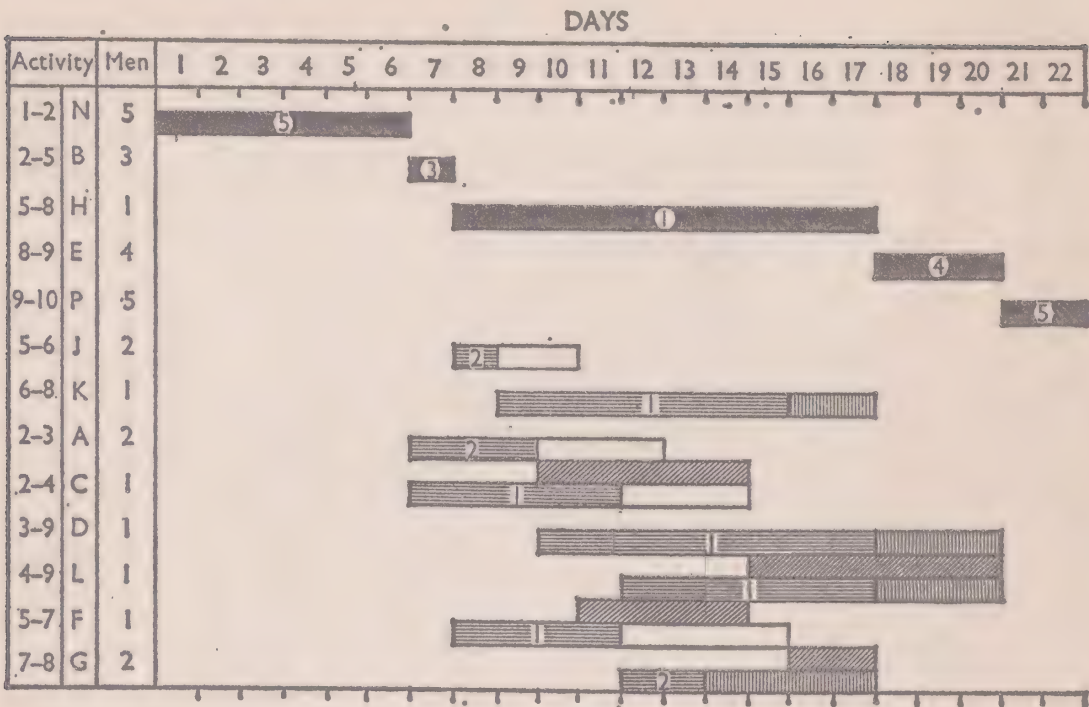 DAYS
Activity Men 1 2 3 4 5 6 7 8 9 10 11 12 13 14 15 16 17 18 19 20 21 22
1-2 N 5 5
2-5 B 3 3
5-8 H 1 1
8-9 E 4 4
9-10 P 5 5
5-6 J 2 2
6-8 K 1 1
2-3 A 2 2
2-4 C 1 1
3-9 D 1 1
4-9 L 1 1
5-7 F 1 1
7-8 G 2 2